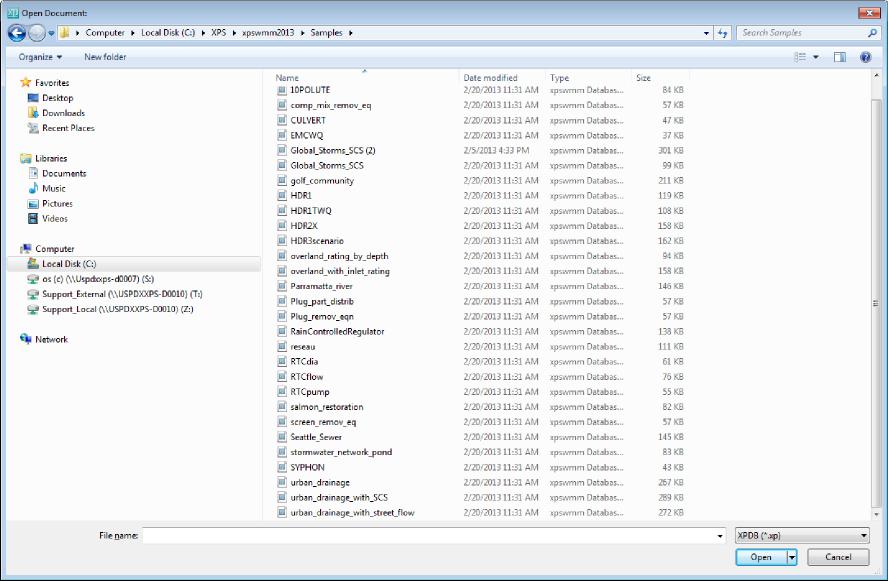 Open Document:
Computer Local Disk (C:) XPS xpswmm2013 Samples
Search Samples
Organize New folder
Favorites
Desktop
Downloads
Recent Places
Libraries
Documents
Music
Pictures
Videos
Computer
Local Disk (C:)
os (c) (\\Uspdxxps-d0007) (S:)
Support_External (\\USPDXXPS-D0010) (T:)
Support_Local (\\USPDXXPS-D0010) (Z:)
Network
Name Date modified Type Size
10POLUTE 2/20/2013 11:31 AM xpswmm Databas... 84 KB
comp_mix_remov_eq 2/20/2013 11:31 AM xpswmm Databas... 57 KB
CULVERT 2/20/2013 11:31 AM xpswmm Databas... 47 KB
EMCWQ 2/20/2013 11:31 AM xpswmm Databas... 37 KB
Global_Storms_SCS (2) 2/5/2013 4:33 PM xpswmm Databas... 301 KB
Global_Storms_SCS 2/20/2013 11:31 AM xpswmm Databas... 99 KB
golf_community 2/20/2013 11:31 AM xpswmm Databas... 211 KB
HDR1 2/20/2013 11:31 AM xpswmm Databas... 119 KB
HDR1TWQ 2/20/2013 11:31 AM xpswmm Databas... 108 KB
HDR2X 2/20/2013 11:31 AM xpswmm Databas... 158 KB
HDR3scenario 2/20/2013 11:31 AM xpswmm Databas... 162 KB
overland_rating_by_depth 2/20/2013 11:31 AM xpswmm Databas... 94 KB
overland_with_inlet_rating 2/20/2013 11:31 AM xpswmm Databas... 158 KB
Parramatta_river 2/20/2013 11:31 AM xpswmm Databas... 146 KB
Plug_part_distrib 2/20/2013 11:31 AM xpswmm Databas... 57 KB
Plug_remov_eqn 2/20/2013 11:31 AM xpswmm Databas... 57 KB
RainControlledRegulator 2/20/2013 11:31 AM xpswmm Databas... 138 KB
reseau 2/20/2013 11:31 AM xpswmm Databas... 111 KB
RTCdia 2/20/2013 11:31 AM xpswmm Databas... 61 KB
RTCflow 2/20/2013 11:31 AM xpswmm Databas... 76 KB
RTCpump 2/20/2013 11:31 AM xpswmm Databas... 55 KB
salmon_restoration 2/20/2013 11:31 AM xpswmm Databas... 82 KB
screen_remov_eq 2/20/2013 11:31 AM xpswmm Databas... 57 KB
Seattle_Sewer 2/20/2013 11:31 AM xpswmm Databas... 145 KB
stormwater_network_pond 2/20/2013 11:31 AM xpswmm Databas... 83 KB
SYPHON 2/20/2013 11:31 AM xpswmm Databas... 43 KB
urban_drainage 2/20/2013 11:31 AM xpswmm Databas... 267 KB
urban_drainage_with_SCS 2/20/2013 11:31 AM xpswmm Databas... 289 KB
urban_drainage_with_street_flow 2/20/2013 11:31 AM xpswmm Databas... 272 KB
File name: XPDB (*.xp)
Open Cancel